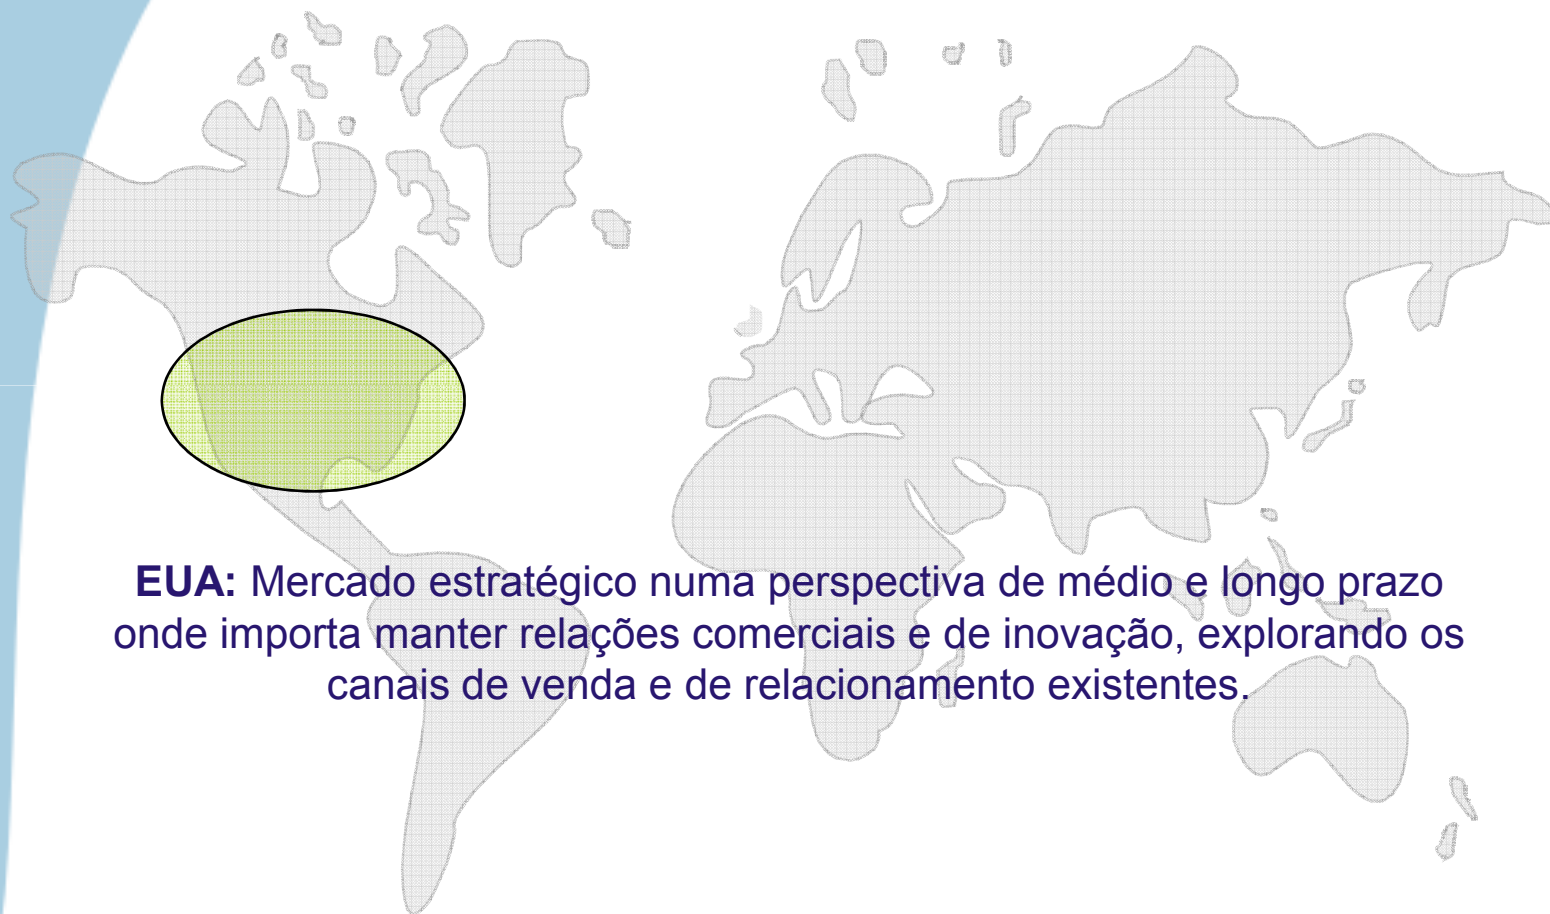 EUA: Mercado estratégico numa perspectiva de médio e longo prazo
onde importa manter relações comerciais e de inovação, explorando os
canais de venda e de relacionamento existentes.